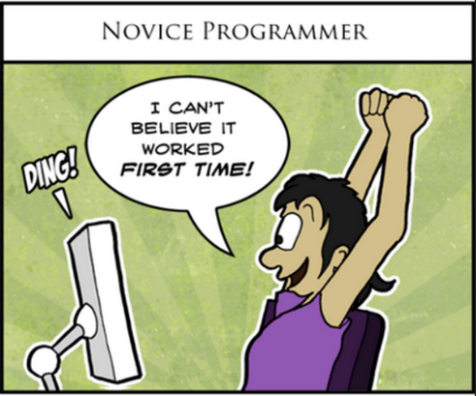 Novice Programmer
I CAN'T
BELIEVE IT
WORKED
FIRST TIME!
DING!